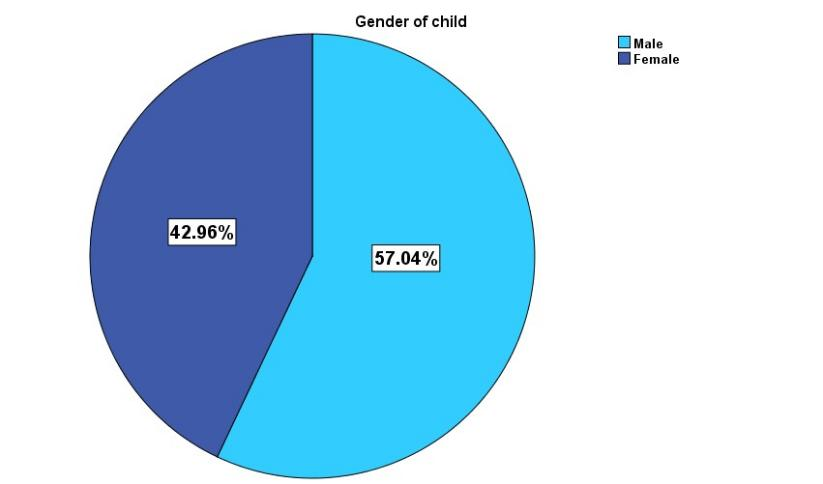 Gender of child
Male
Female
42.96%
57.04%